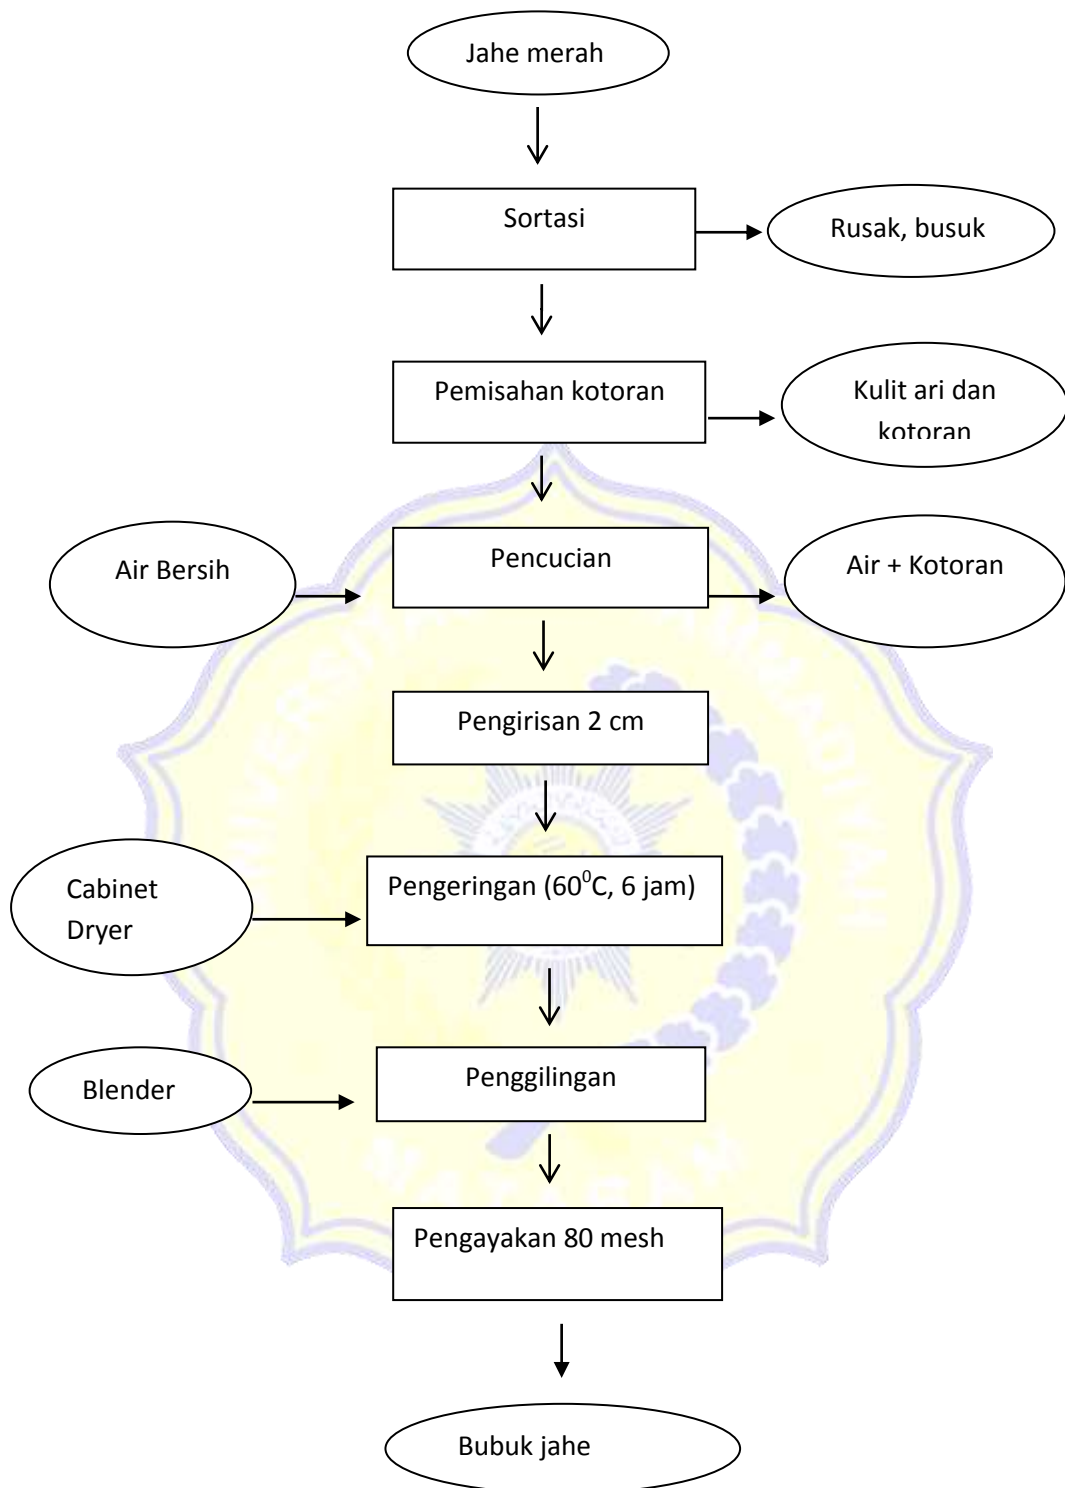 Jahe merah
Sortasi
Rusak, busuk
Pemisahan kotoran
Kulit ari dan
kotoran
Air Bersih
Pencucian
Air + Kotoran
Pengirisan 2 cm
Cabinet
Dryer
Pengeringan (60⁰C, 6 jam)
Blender
Penggilingan
Pengayakan 80 mesh
Bubuk jahe
MATARAM